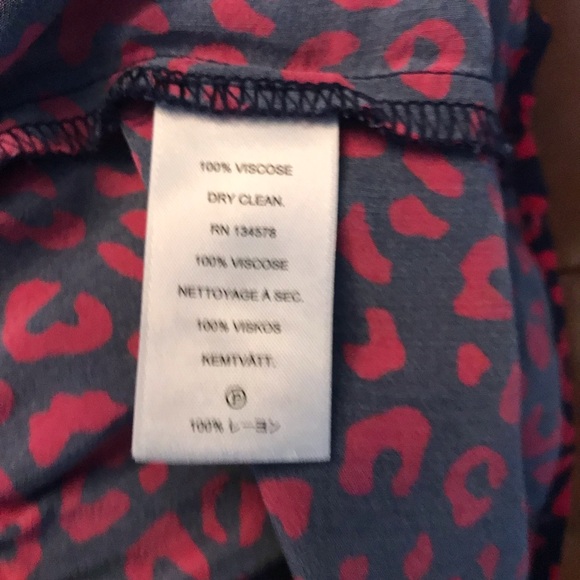 100% VISCOSE
DRY CLEAN.
RN 134578
100% VISCOSE
NETTOYAGE À SEC.
100% VISKOS
KEMTVÄTT.
P
100% レーヨン